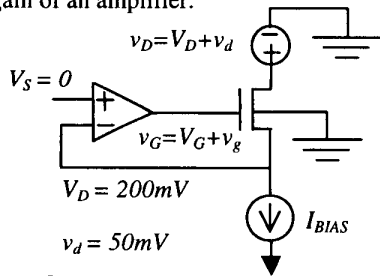 gain of an amplifier.
v_D=V_D+v_d
−
+
V_S = 0
+
−
v_G=V_G+v_g
V_D = 200mV
I_BIAS
v_d = 50mV